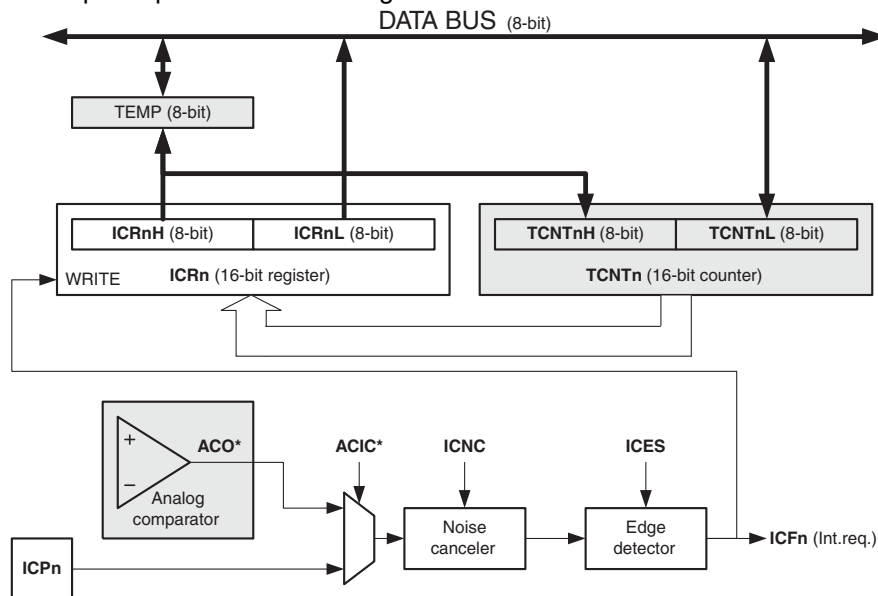 DATA BUS (8-bit)
TEMP (8-bit)
ICRnH (8-bit)
ICRnL (8-bit)
TCNTnH (8-bit)
TCNTnL (8-bit)
WRITE
ICRn (16-bit register)
TCNTn (16-bit counter)
+
ACO*
ACIC*
ICNC
ICES
−
Analog
comparator
Noise
canceler
Edge
detector
ICFn (Int.req.)
ICPn